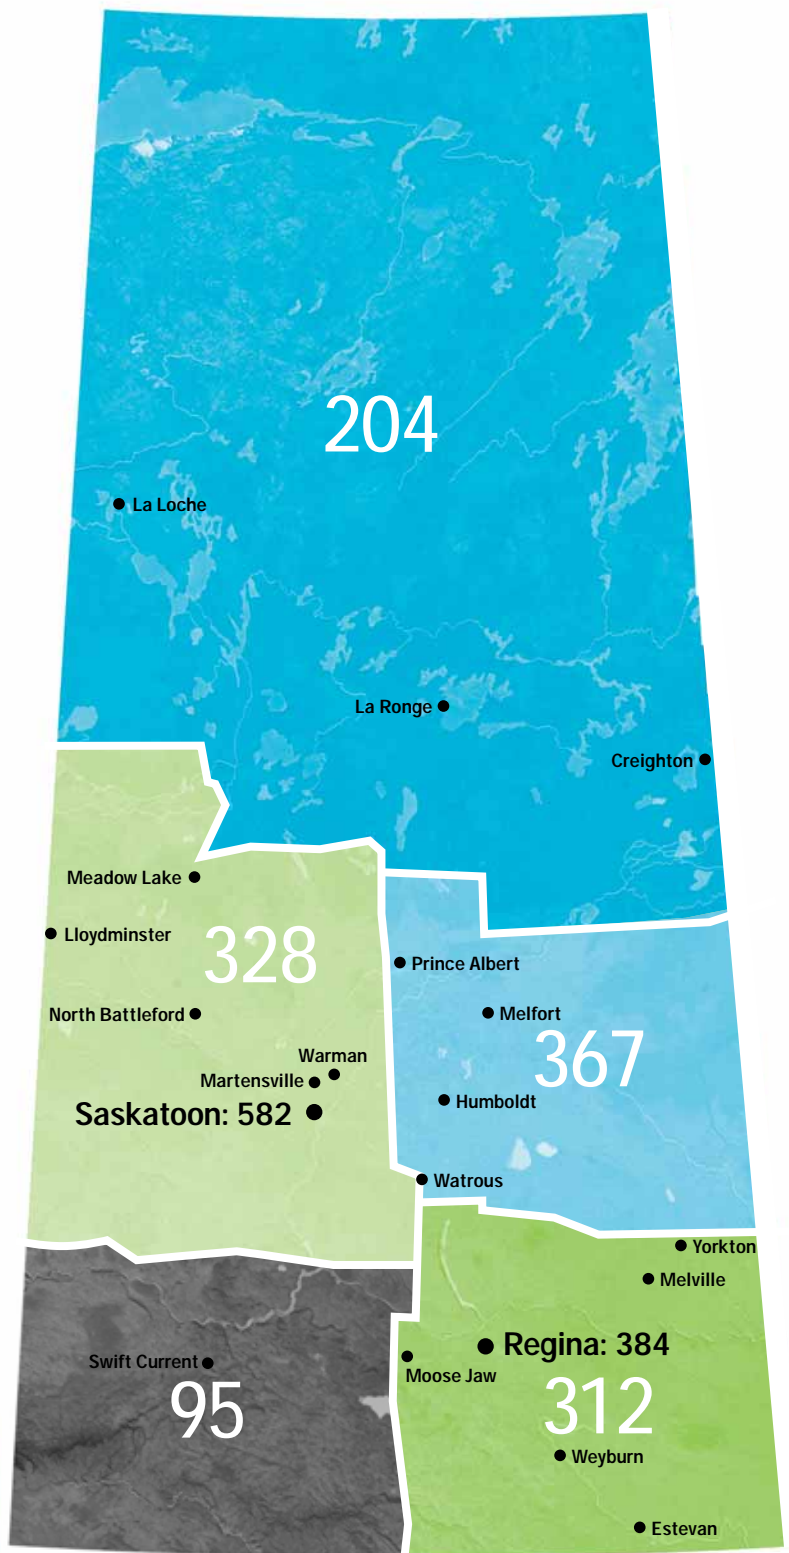 204
La Loche
La Ronge
Creighton
Meadow Lake
Lloydminster
328
Prince Albert
North Battleford
Melfort
367
Warman
Martensville
Humboldt
Saskatoon: 582
Watrous
Yorkton
Melville
Regina: 384
Swift Current
Moose Jaw
95
312
Weyburn
Estevan